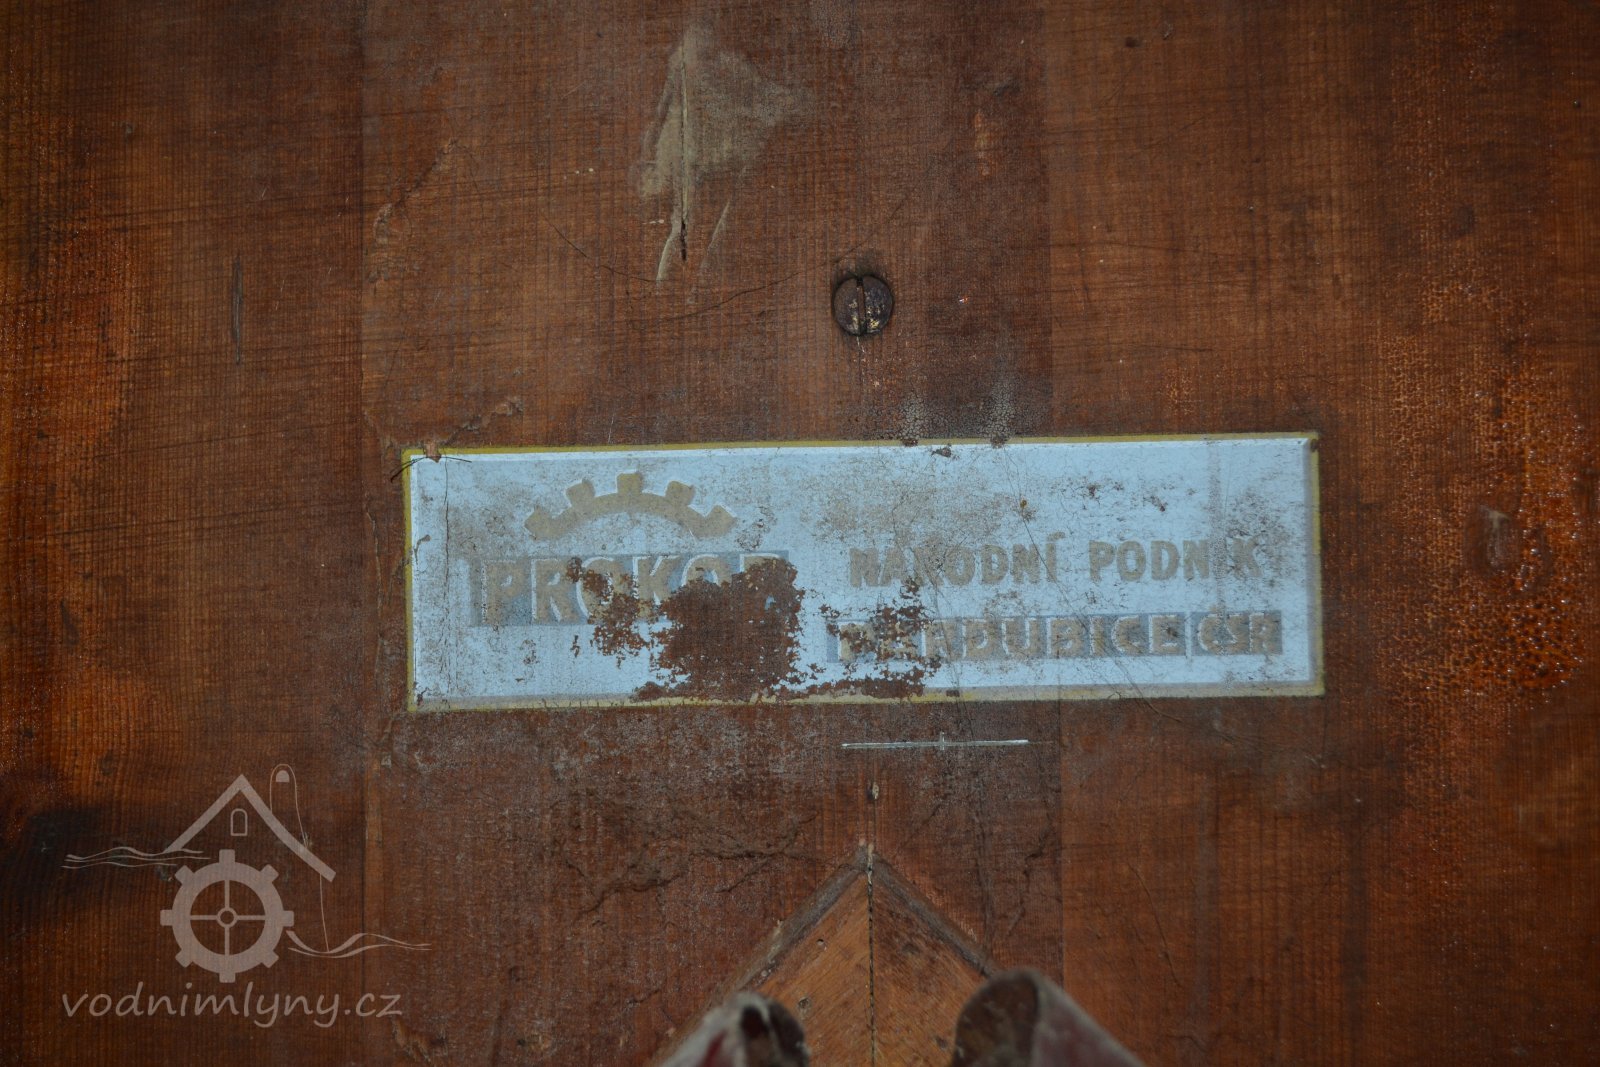 PROKOP
NÁRODNÍ PODNIK
PARDUBICE ČSR
vodnimlyny.cz